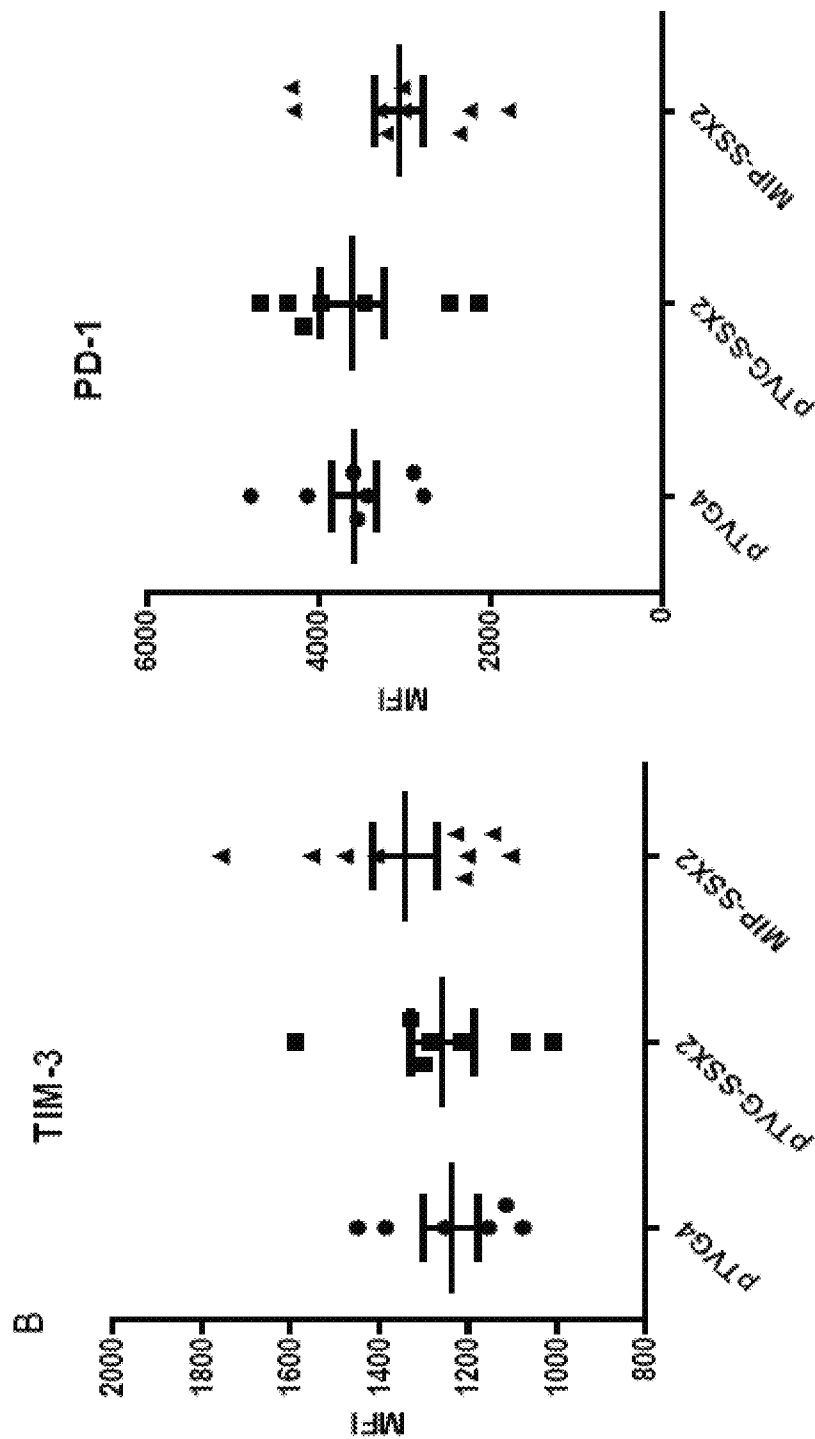 B
TIM-3
MFI
2000
1800
1600
1400
1200
1000
800
pTVG4
pTVG-SSX2
MIP-SSX2
PD-1
MFI
6000
4000
2000
0
pTVG4
pTVG-SSX2
MIP-SSX2